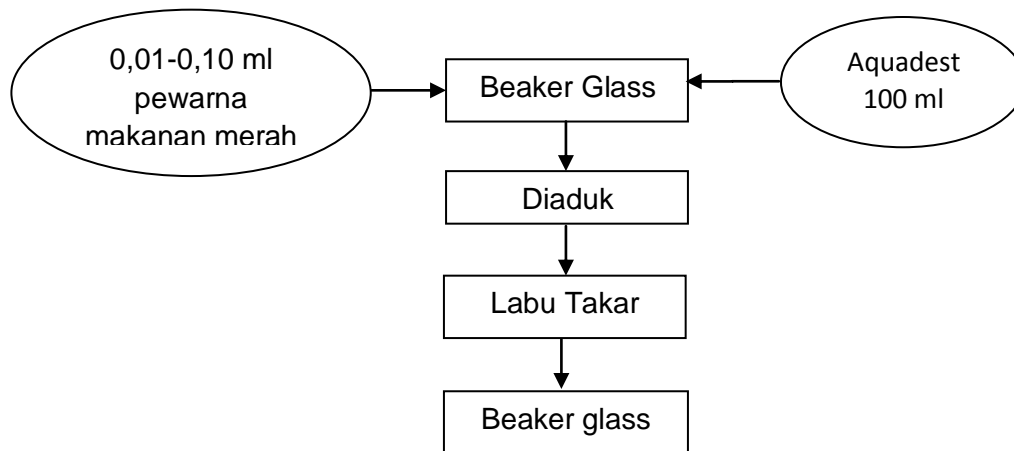 0,01-0,10 ml
pewarna
makanan merah
Beaker Glass
Aquadest
100 ml
Diaduk
Labu Takar
Beaker glass